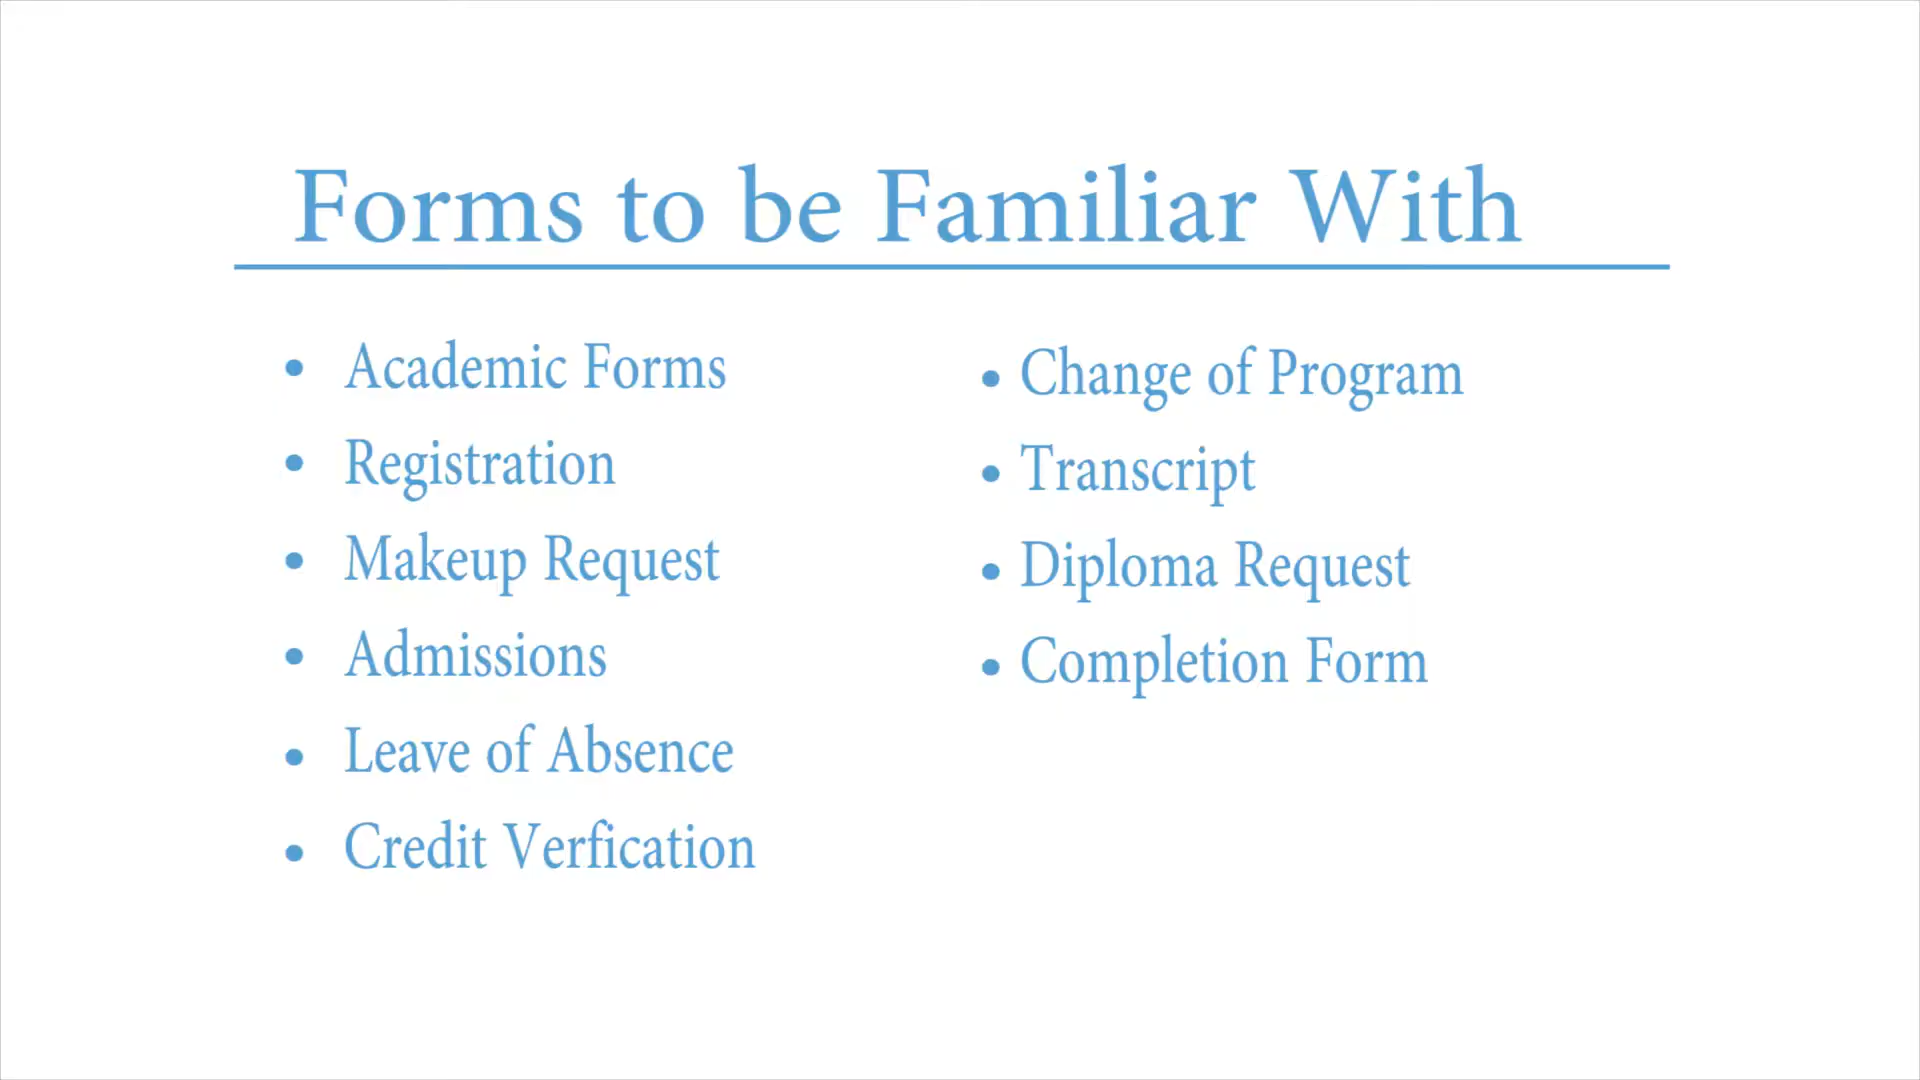 Forms to be Familiar With
• Academic Forms
• Registration
• Makeup Request
• Admissions
• Leave of Absence
• Credit Verfication
• Change of Program
• Transcript
• Diploma Request
• Completion Form